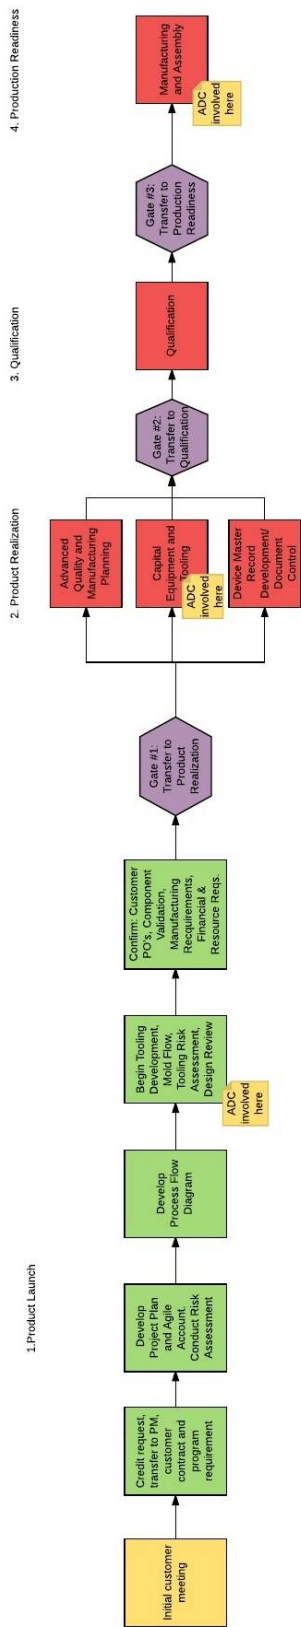 1.Product Launch
2. Product Realization
3. Qualification
4. Production Readiness
Initial customer
meeting
Credit request,
transfer to PM,
customer
contract and
program
requirement
Develop
Project Plan
and Agile
Account.
Conduct Risk
Assessment
Develop
Process Flow
Diagram
Begin Tooling
Development,
Mold Flow,
Tooling Risk
Assessment,
Design Review
ADC
involved
here
Confirm: Customer
PO's, Component
Validation,
Manufacturing
Recquirements,
Financial &
Resource Reqs.
Gate #1:
Transfer to
Product
Realization
Advanced
Quality and
Manufacturing
Planning
Capital
Equipment and
Tooling
ADC
involved
here
Device Master
Record
Development/
Document
Control
Gate #2:
Transfer to
Qualification
Qualification
Gate #3:
Transfer to
Production
Readiness
Manufacturing
and Assembly
ADC
involved
here